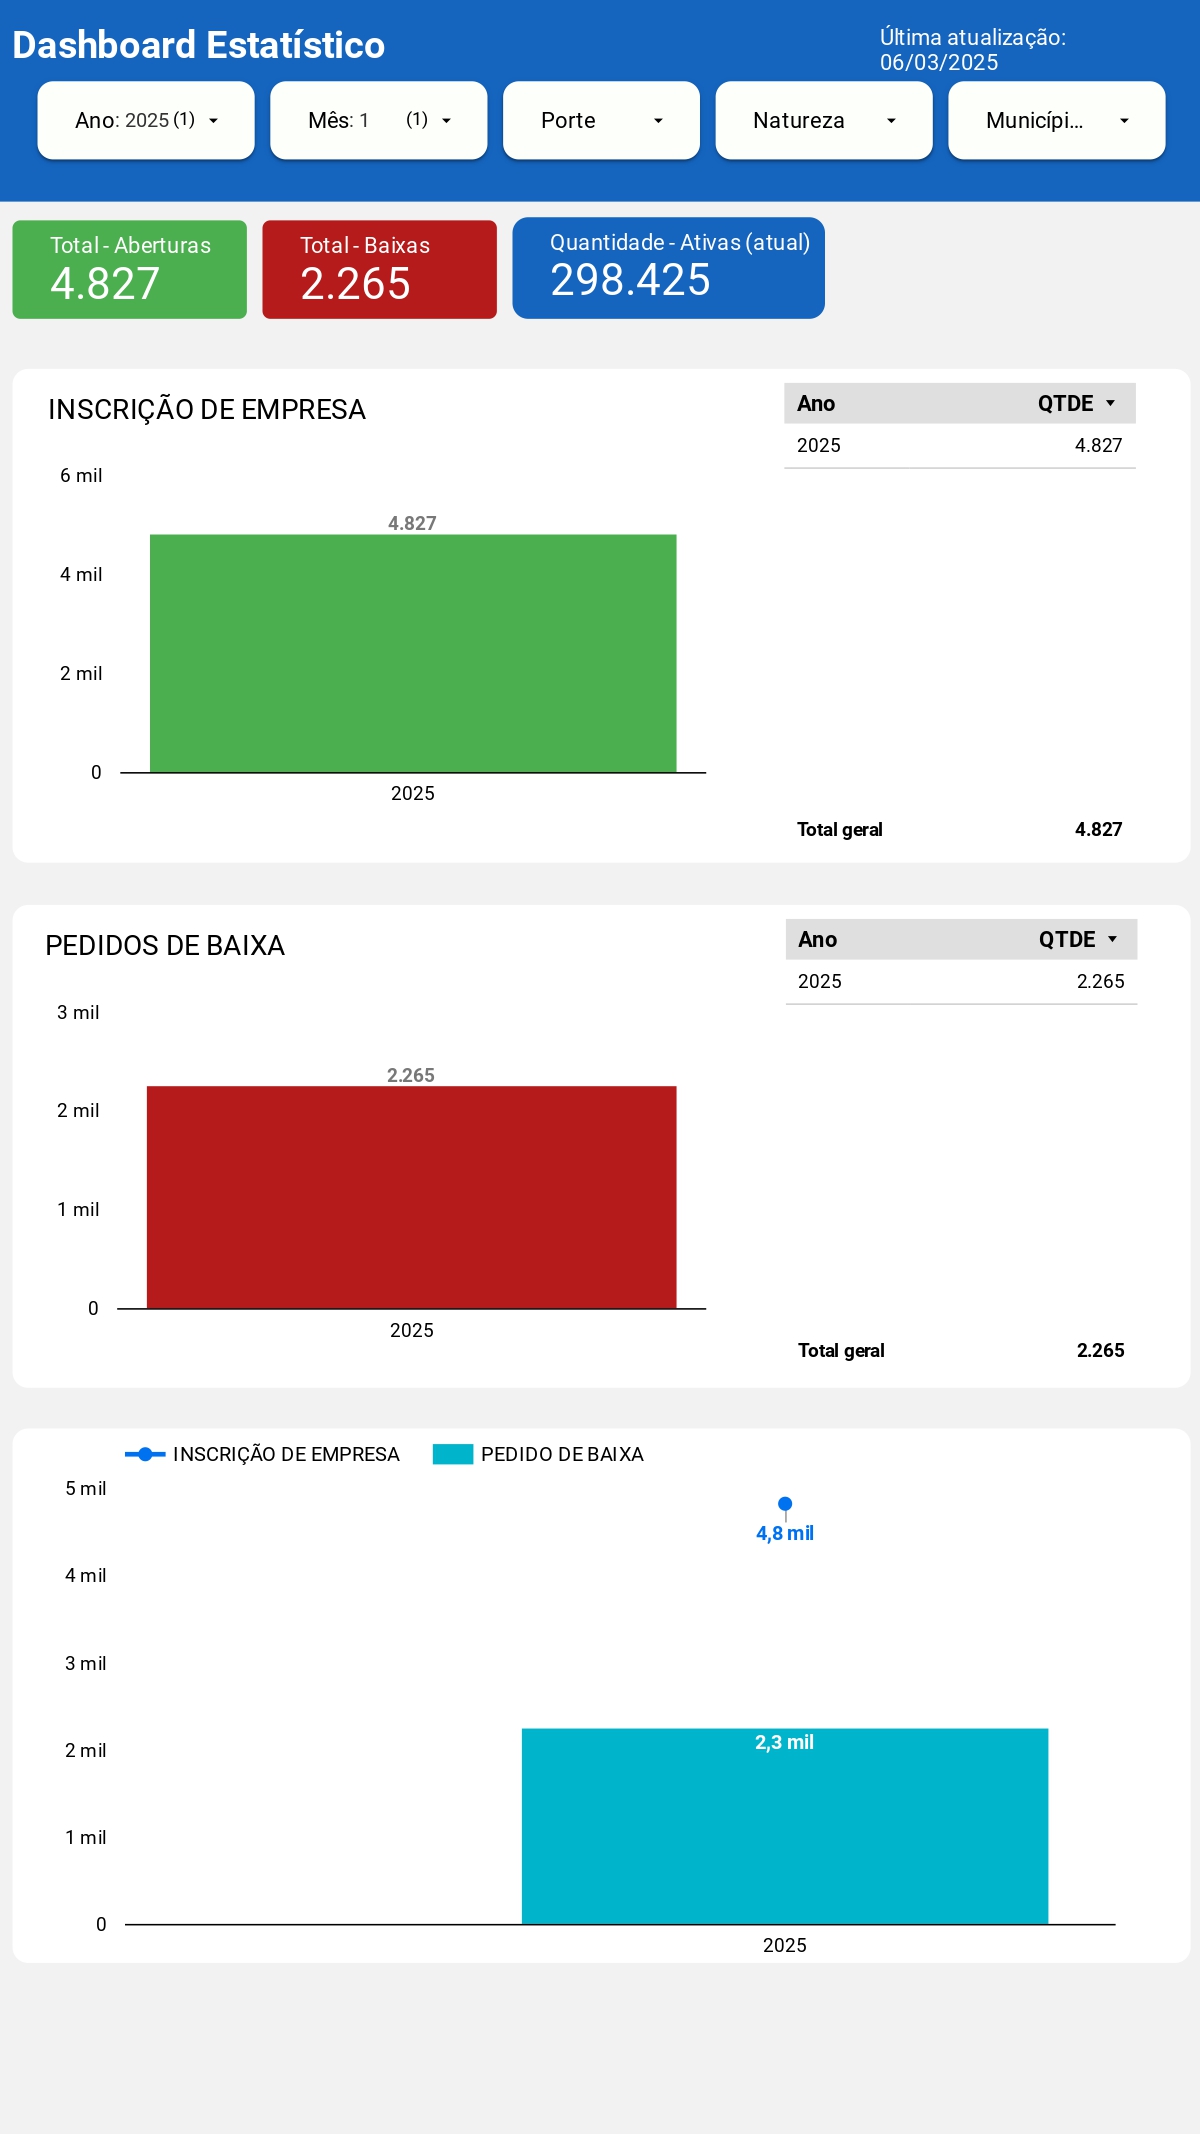 Dashboard Estatístico
Última atualização:
06/03/2025
Ano: 2025 (1)
Mês: 1 (1)
Porte
Natureza
Municípi...
Total - Aberturas
4.827
Total - Baixas
2.265
Quantidade - Ativas (atual)
298.425
INSCRIÇÃO DE EMPRESA
6 mil
4 mil
2 mil
0
4.827
2025
Ano QTDE
2025 4.827
Total geral 4.827
PEDIDOS DE BAIXA
3 mil
2 mil
1 mil
0
2.265
2025
Ano QTDE
2025 2.265
Total geral 2.265
INSCRIÇÃO DE EMPRESA PEDIDO DE BAIXA
5 mil
4 mil
3 mil
2 mil
1 mil
0
4,8 mil
2,3 mil
2025